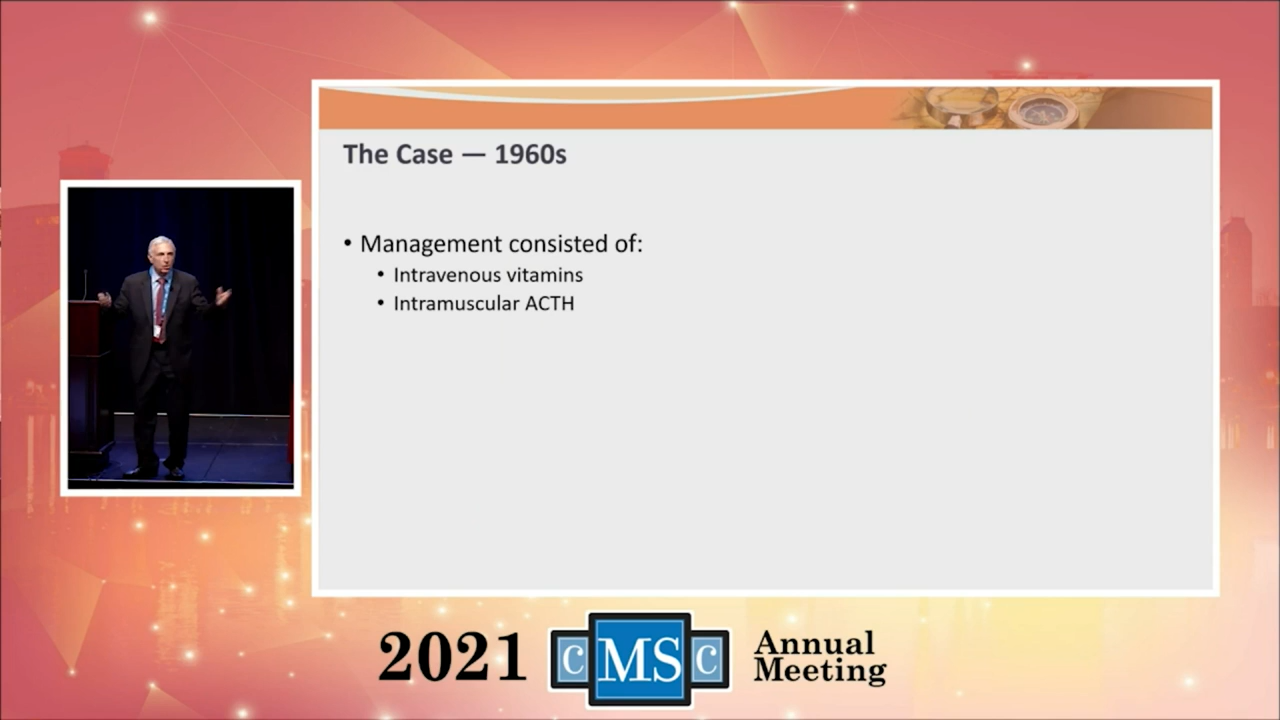 The Case — 1960s
• Management consisted of:
• Intravenous vitamins
• Intramuscular ACTH
2021 CMSC Annual
Meeting